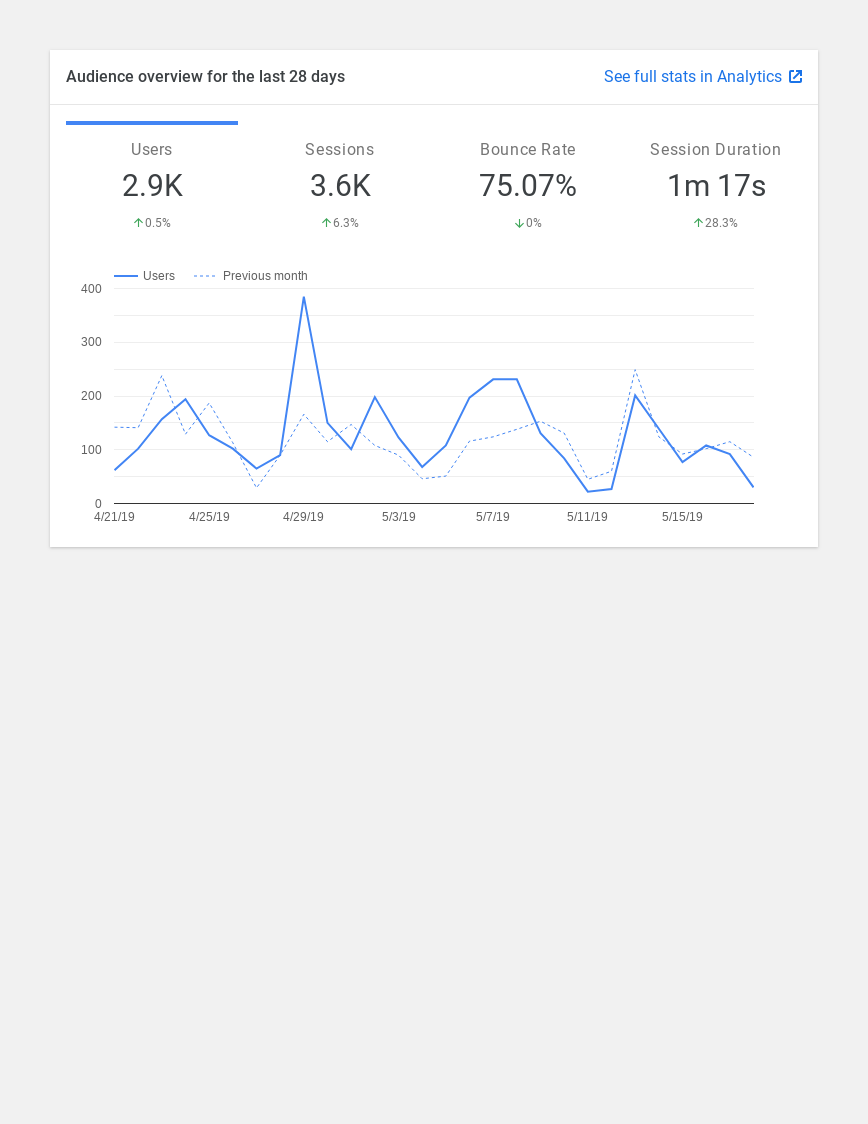 Audience overview for the last 28 days
See full stats in Analytics
Users
Sessions
Bounce Rate
Session Duration
2.9K
3.6K
75.07%
1m 17s
0.5%
6.3%
0%
28.3%
Users
Previous month
400
300
200
100
0
4/21/19
4/25/19
4/29/19
5/3/19
5/7/19
5/11/19
5/15/19